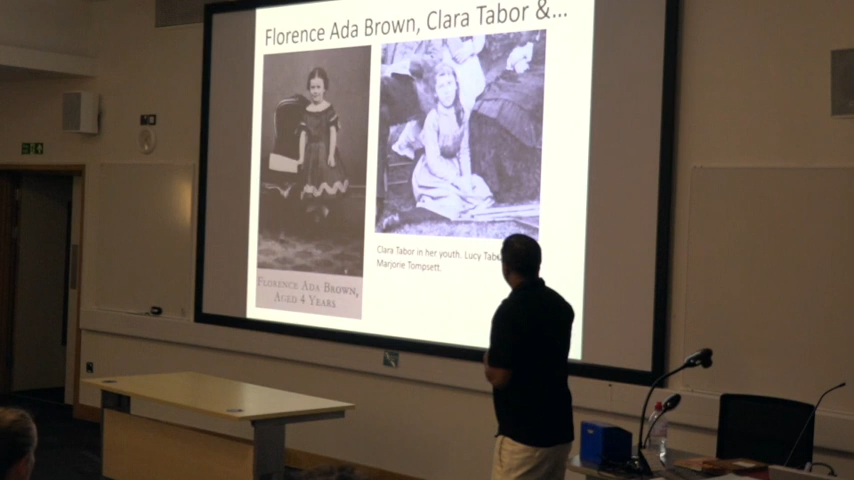 Florence Ada Brown, Clara Tabor &...
FLORENCE ADA BROWN,
AGED 4 YEARS
Clara Tabor in her youth. Lucy
Marjorie Tompsett.